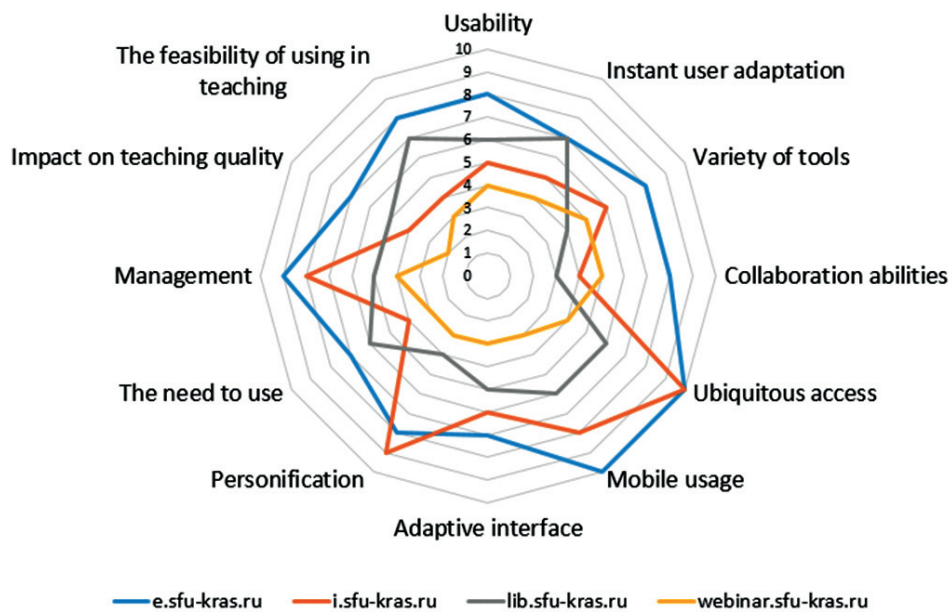 Usability
The feasibility of using in
teaching
Instant user adaptation
Impact on teaching quality
Variety of tools
Management
Collaboration abilities
The need to use
Ubiquitous access
Personification
Mobile usage
Adaptive interface
10
9
8
7
6
5
4
3
2
1
0
e.sfu-kras.ru i.sfu-kras.ru lib.sfu-kras.ru webinar.sfu-kras.ru